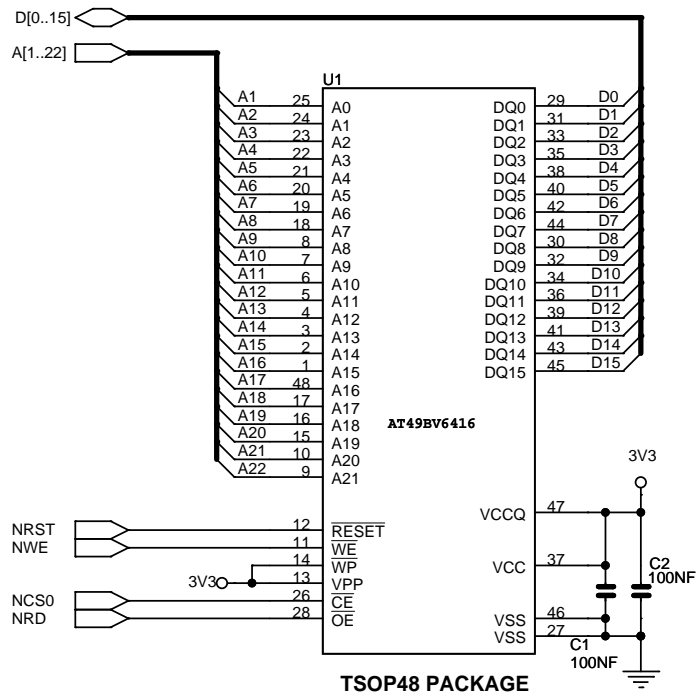 D[0..15]
A[1..22]
U1
A1 25 A0 DQ0 29 D0
A2 24 A1 DQ1 31 D1
A3 23 A2 DQ2 33 D2
A4 22 A3 DQ3 35 D3
A5 21 A4 DQ4 38 D4
A6 20 A5 DQ5 40 D5
A7 19 A6 DQ6 42 D6
A8 18 A7 DQ7 44 D7
A9 8 A8 DQ8 30 D8
A10 7 A9 DQ9 32 D9
A11 6 A10 DQ10 34 D10
A12 5 A11 DQ11 36 D11
A13 4 A12 DQ12 39 D12
A14 3 A13 DQ13 41 D13
A15 2 A14 DQ14 43 D14
A16 1 A15 DQ15 45 D15
A17 48 A16
A18 17 A17
A19 16 A18
AT49BV6416
A20 15 A19
A21 10 A20
A22 9 A21
3V3
VCCQ 47
NRST 12 RESET
NWE 11 WE
14 WP
VCC 37
3V3 13 VPP
C2
100NF
NCS0 26 CE
NRD 28 OE
VSS 46
VSS 27
C1
100NF
TSOP48 PACKAGE